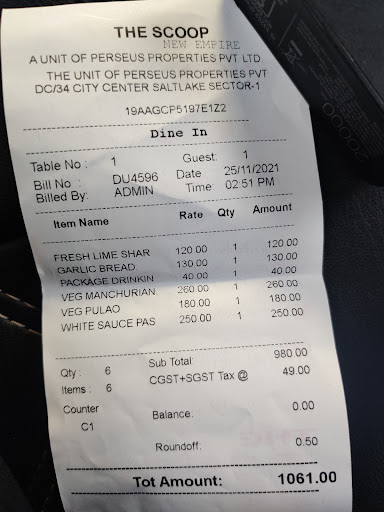 THE SCOOP
NEW EMPIRE
A UNIT OF PERSEUS PROPERTIES PVT LTD.
THE UNIT OF PERSEUS PROPERTIES PVT
DC/34 CITY CENTER SALTLAKE SECTOR-1
19AAGCP5197E1Z2
Dine In
Table No : 1 Guest: 1
Bill No : DU4596 Date 25/11/2021
Billed By: ADMIN Time: 02:51 PM
Item Name Rate Qty Amount
FRESH LIME SHAR 120.00 1 120.00
GARLIC BREAD 130.00 1 130.00
PACKAGE DRINKIN 40.00 1 40.00
VEG MANCHURIAN 260.00 1 260.00
VEG PULAO 180.00 1 180.00
WHITE SAUCE PAS 250.00 1 250.00
Qty : 6 Sub Total: 980.00
Items : 6 CGST+SGST Tax @ 49.00
Counter Balance: 0.00
C1
Roundoff: 0.50
Tot Amount: 1061.00